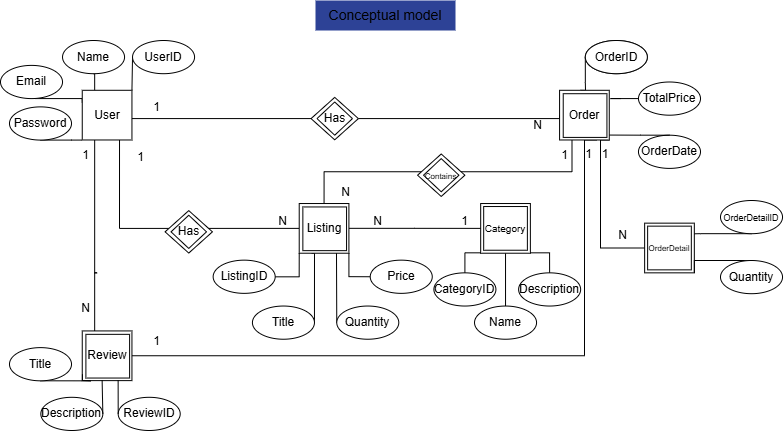 Conceptual model
Name
UserID
OrderID
Email
TotalPrice
User
1
Has
N
Order
Password
OrderDate
1
1
1
1
1
Contains
N
Has
N
Listing
N
1
Category
N
OrderDetail
OrderDetailID
ListingID
Price
CategoryID
Description
Quantity
Title
Quantity
Name
N
1
Review
Title
Description
ReviewID